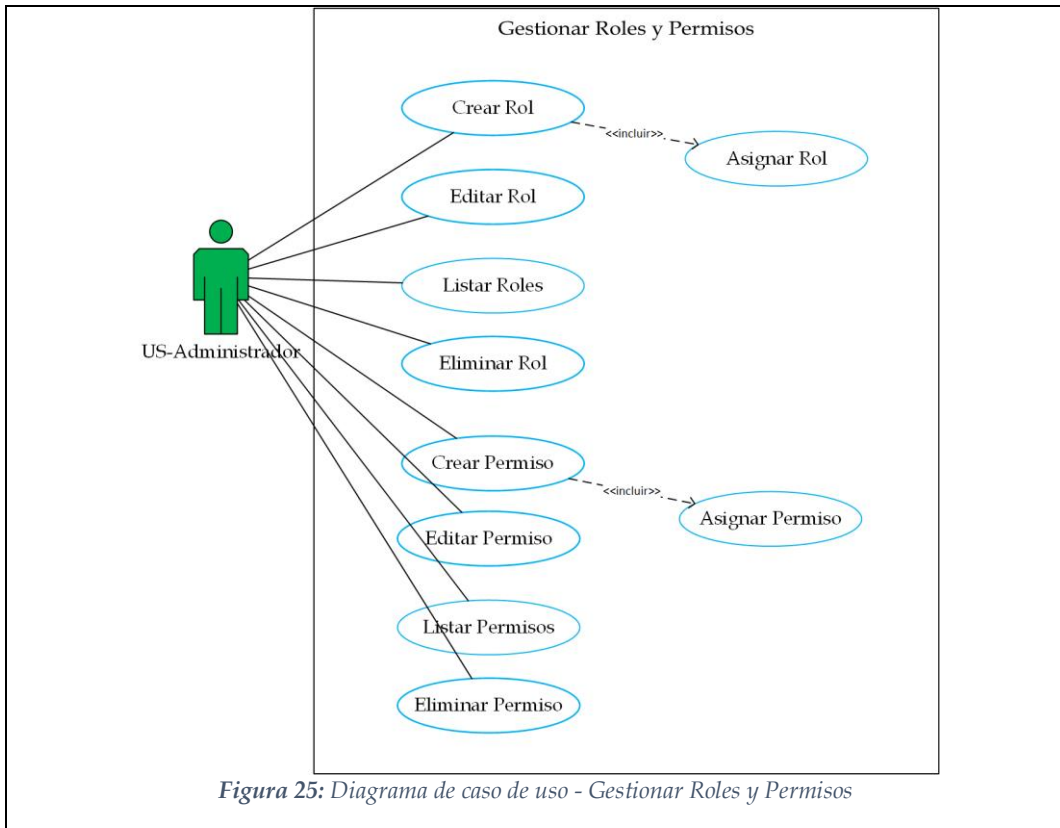 Gestionar Roles y Permisos
Crear Rol
<<incluir>>
Asignar Rol
Editar Rol
Listar Roles
US-Administrador
Eliminar Rol
Crear Permiso
<<incluir>>
Asignar Permiso
Editar Permiso
Listar Permisos
Eliminar Permiso
Figura 25: Diagrama de caso de uso - Gestionar Roles y Permisos